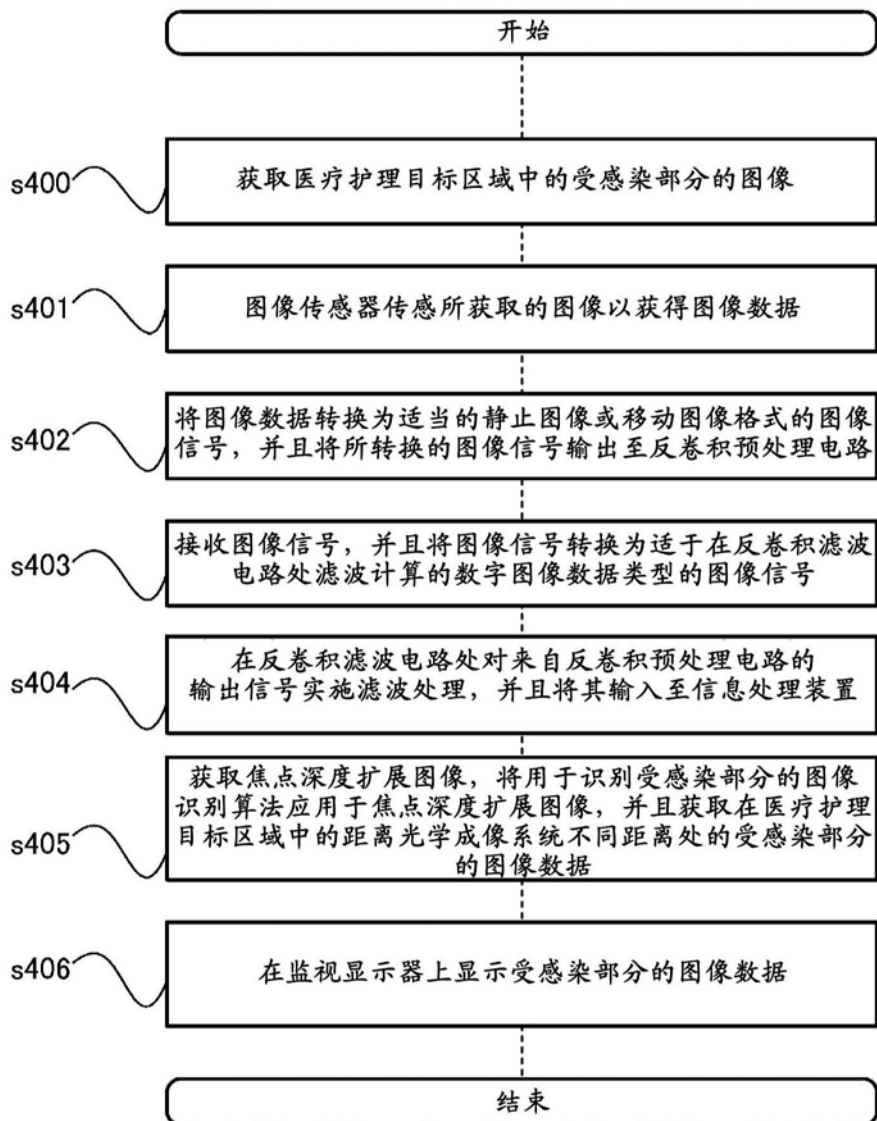 开始
s400
获取医疗护理目标区域中的受感染部分的图像
s401
图像传感器传感所获取的图像以获得图像数据
s402
将图像数据转换为适当的静止图像或移动图像格式的图像
信号，并且将所转换的图像信号输出至反卷积预处理电路
s403
接收图像信号，并且将图像信号转换为适于在反卷积滤波
电路处滤波计算的数字图像数据类型的图像信号
s404
在反卷积滤波电路处对来自反卷积预处理电路的
输出信号实施滤波处理，并且将其输入至信息处理装置
s405
获取焦点深度扩展图像，将用于识别受感染部分的图像
识别算法应用于焦点深度扩展图像，并且获取在医疗护理
目标区域中的距离光学成像系统不同距离处的受感染部分
的图像数据
s406
在监视显示器上显示受感染部分的图像数据
结束